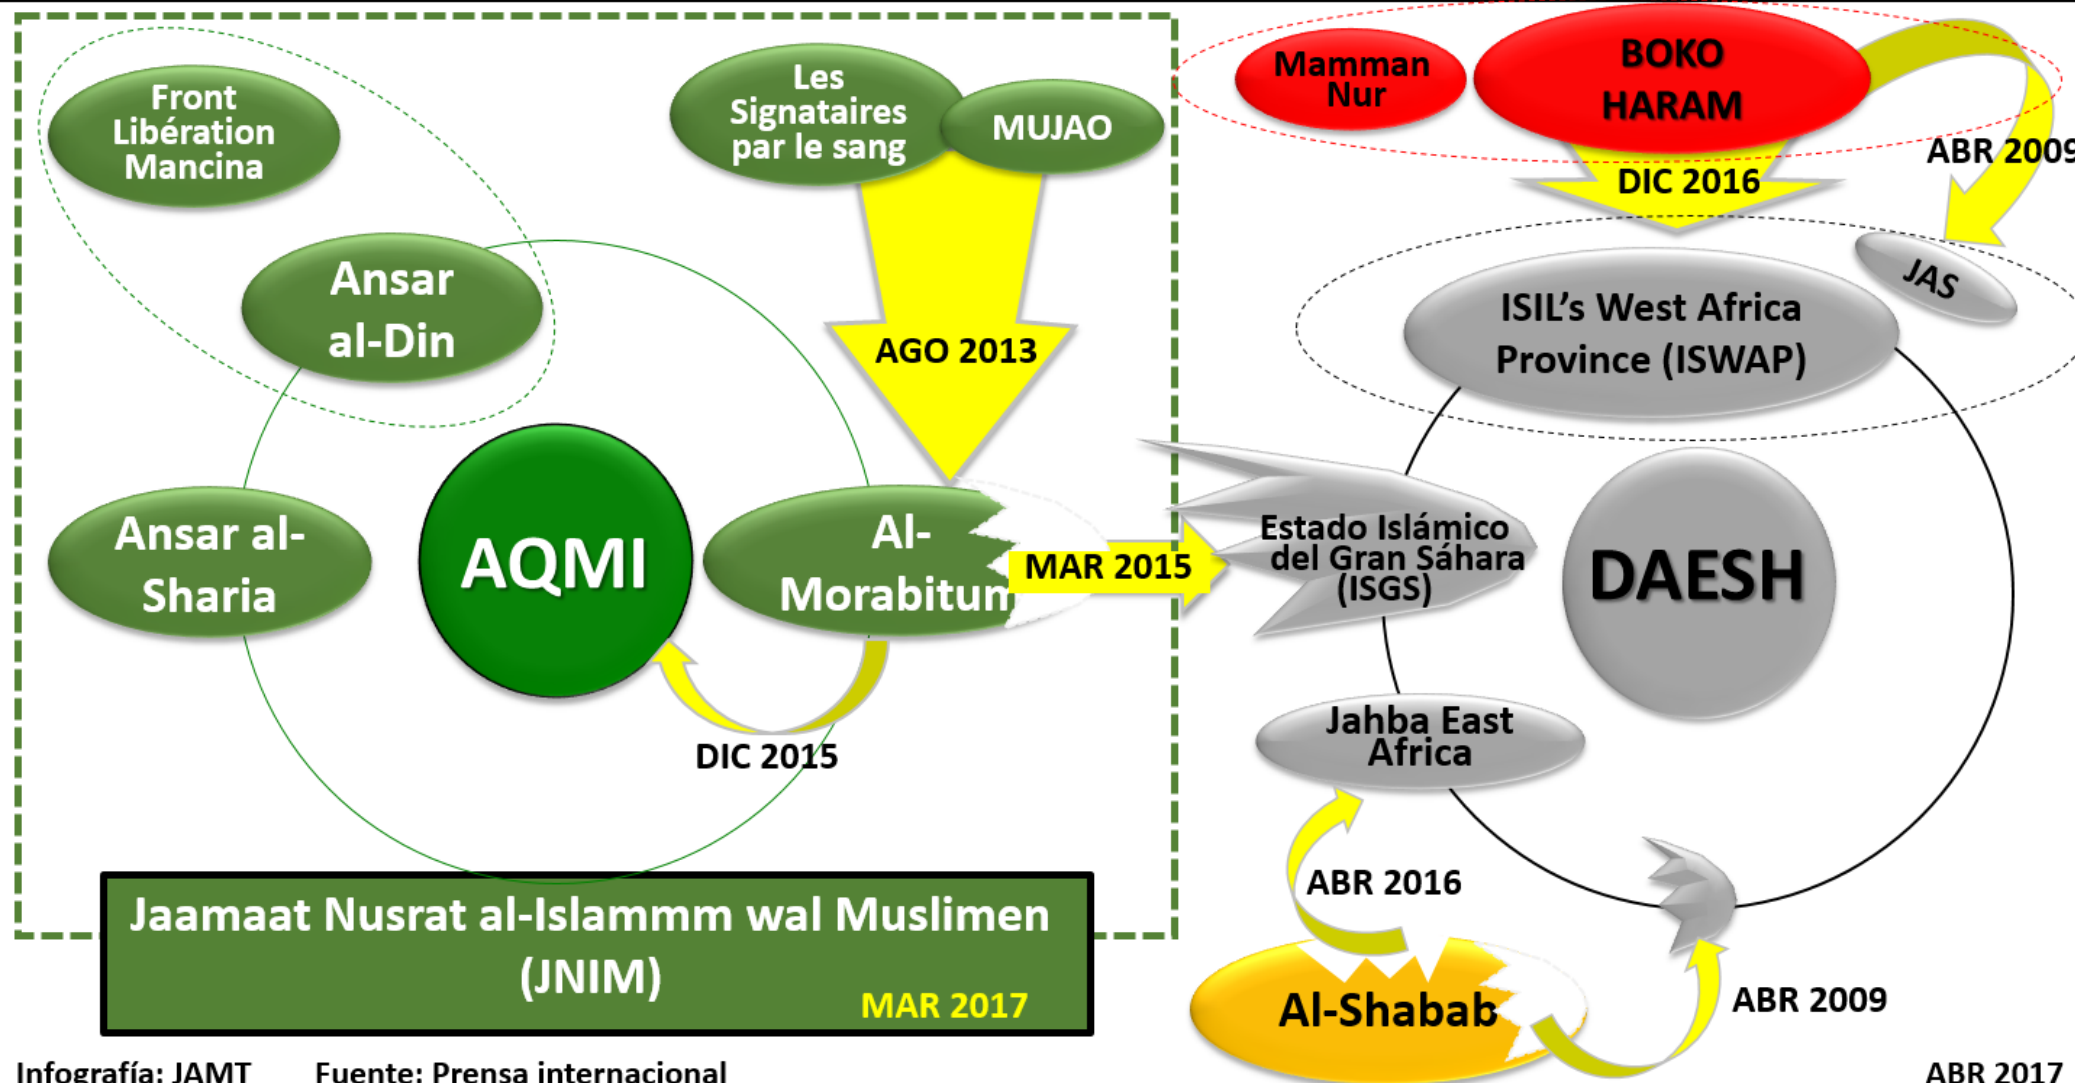 Front
Libération
Mancina
Les
Signataires
par le sang
MUJAO
Ansar
al-Din
AGO 2013
Ansar al-
Sharia
AQMI
Al-
Morabitum
MAR 2015
DIC 2015
Jaamaat Nusrat al-Islammm wal Muslimen
(JNIM)
MAR 2017
Mamman
Nur
BOKO
HARAM
ABR 2009
DIC 2016
JAS
ISIL’s West Africa
Province (ISWAP)
Estado Islámico
del Gran Sáhara
(ISGS)
DAESH
Jahba East
Africa
ABR 2016
Al-Shabab
ABR 2009
Infografía: JAMT Fuente: Prensa internacional
ABR 2017